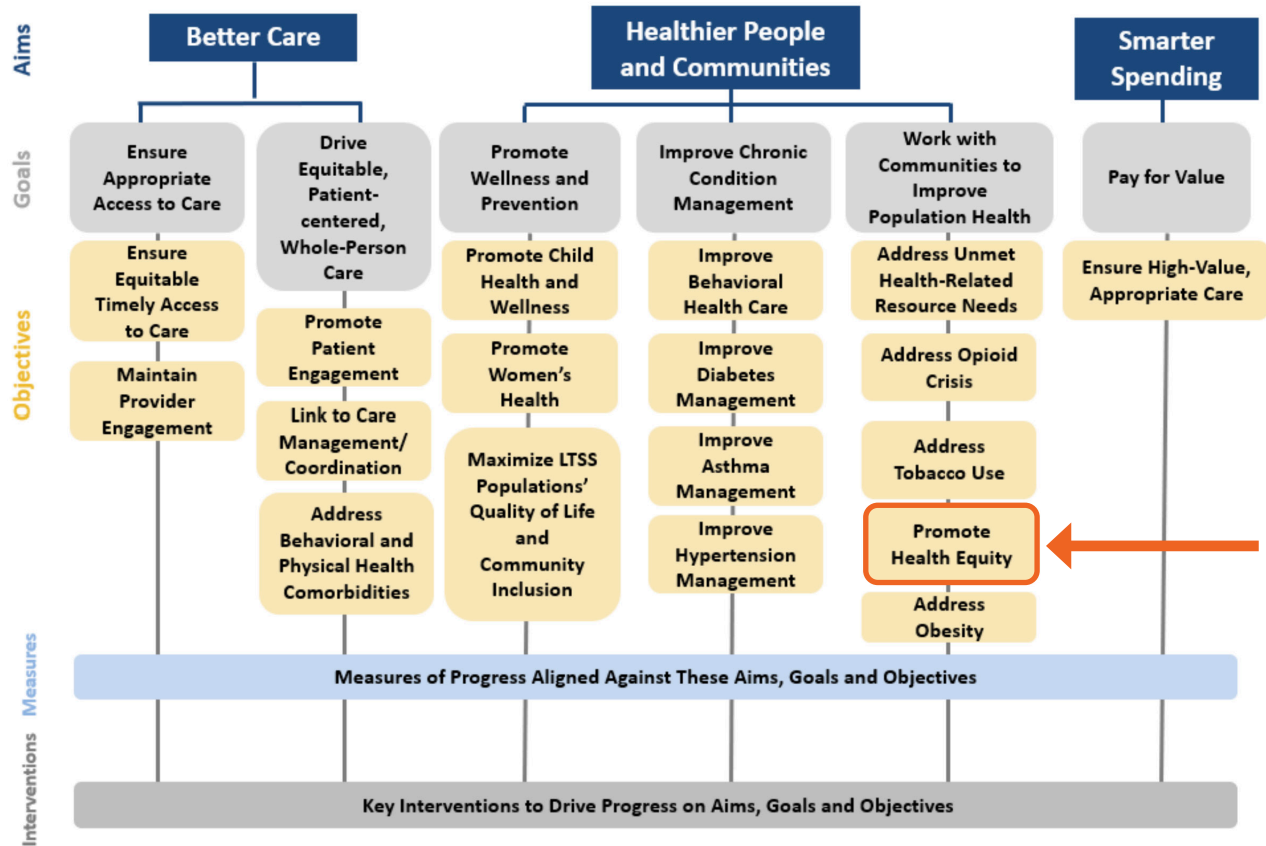 Aims
Better Care
Healthier People
and Communities
Smarter
Spending
Goals
Ensure
Appropriate
Access to Care
Drive
Equitable,
Patient-
centered,
Whole-Person
Care
Promote
Wellness and
Prevention
Improve Chronic
Condition
Management
Work with
Communities to
Improve
Population Health
Pay for Value
Objectives
Ensure
Equitable
Timely Access
to Care
Maintain
Provider
Engagement
Promote
Patient
Engagement
Link to Care
Management/
Coordination
Address
Behavioral and
Physical Health
Comorbidities
Promote Child
Health and
Wellness
Promote
Women's
Health
Maximize LTSS
Populations'
Quality of Life
and
Community
Inclusion
Improve
Behavioral
Health Care
Improve
Diabetes
Management
Improve
Asthma
Management
Improve
Hypertension
Management
Address Unmet
Health-Related
Resource Needs
Address Opioid
Crisis
Address
Tobacco Use
Promote
Health Equity
Address
Obesity
Ensure High-Value,
Appropriate Care
Measures
Measures of Progress Aligned Against These Aims, Goals and Objectives
Interventions
Key Interventions to Drive Progress on Aims, Goals and Objectives